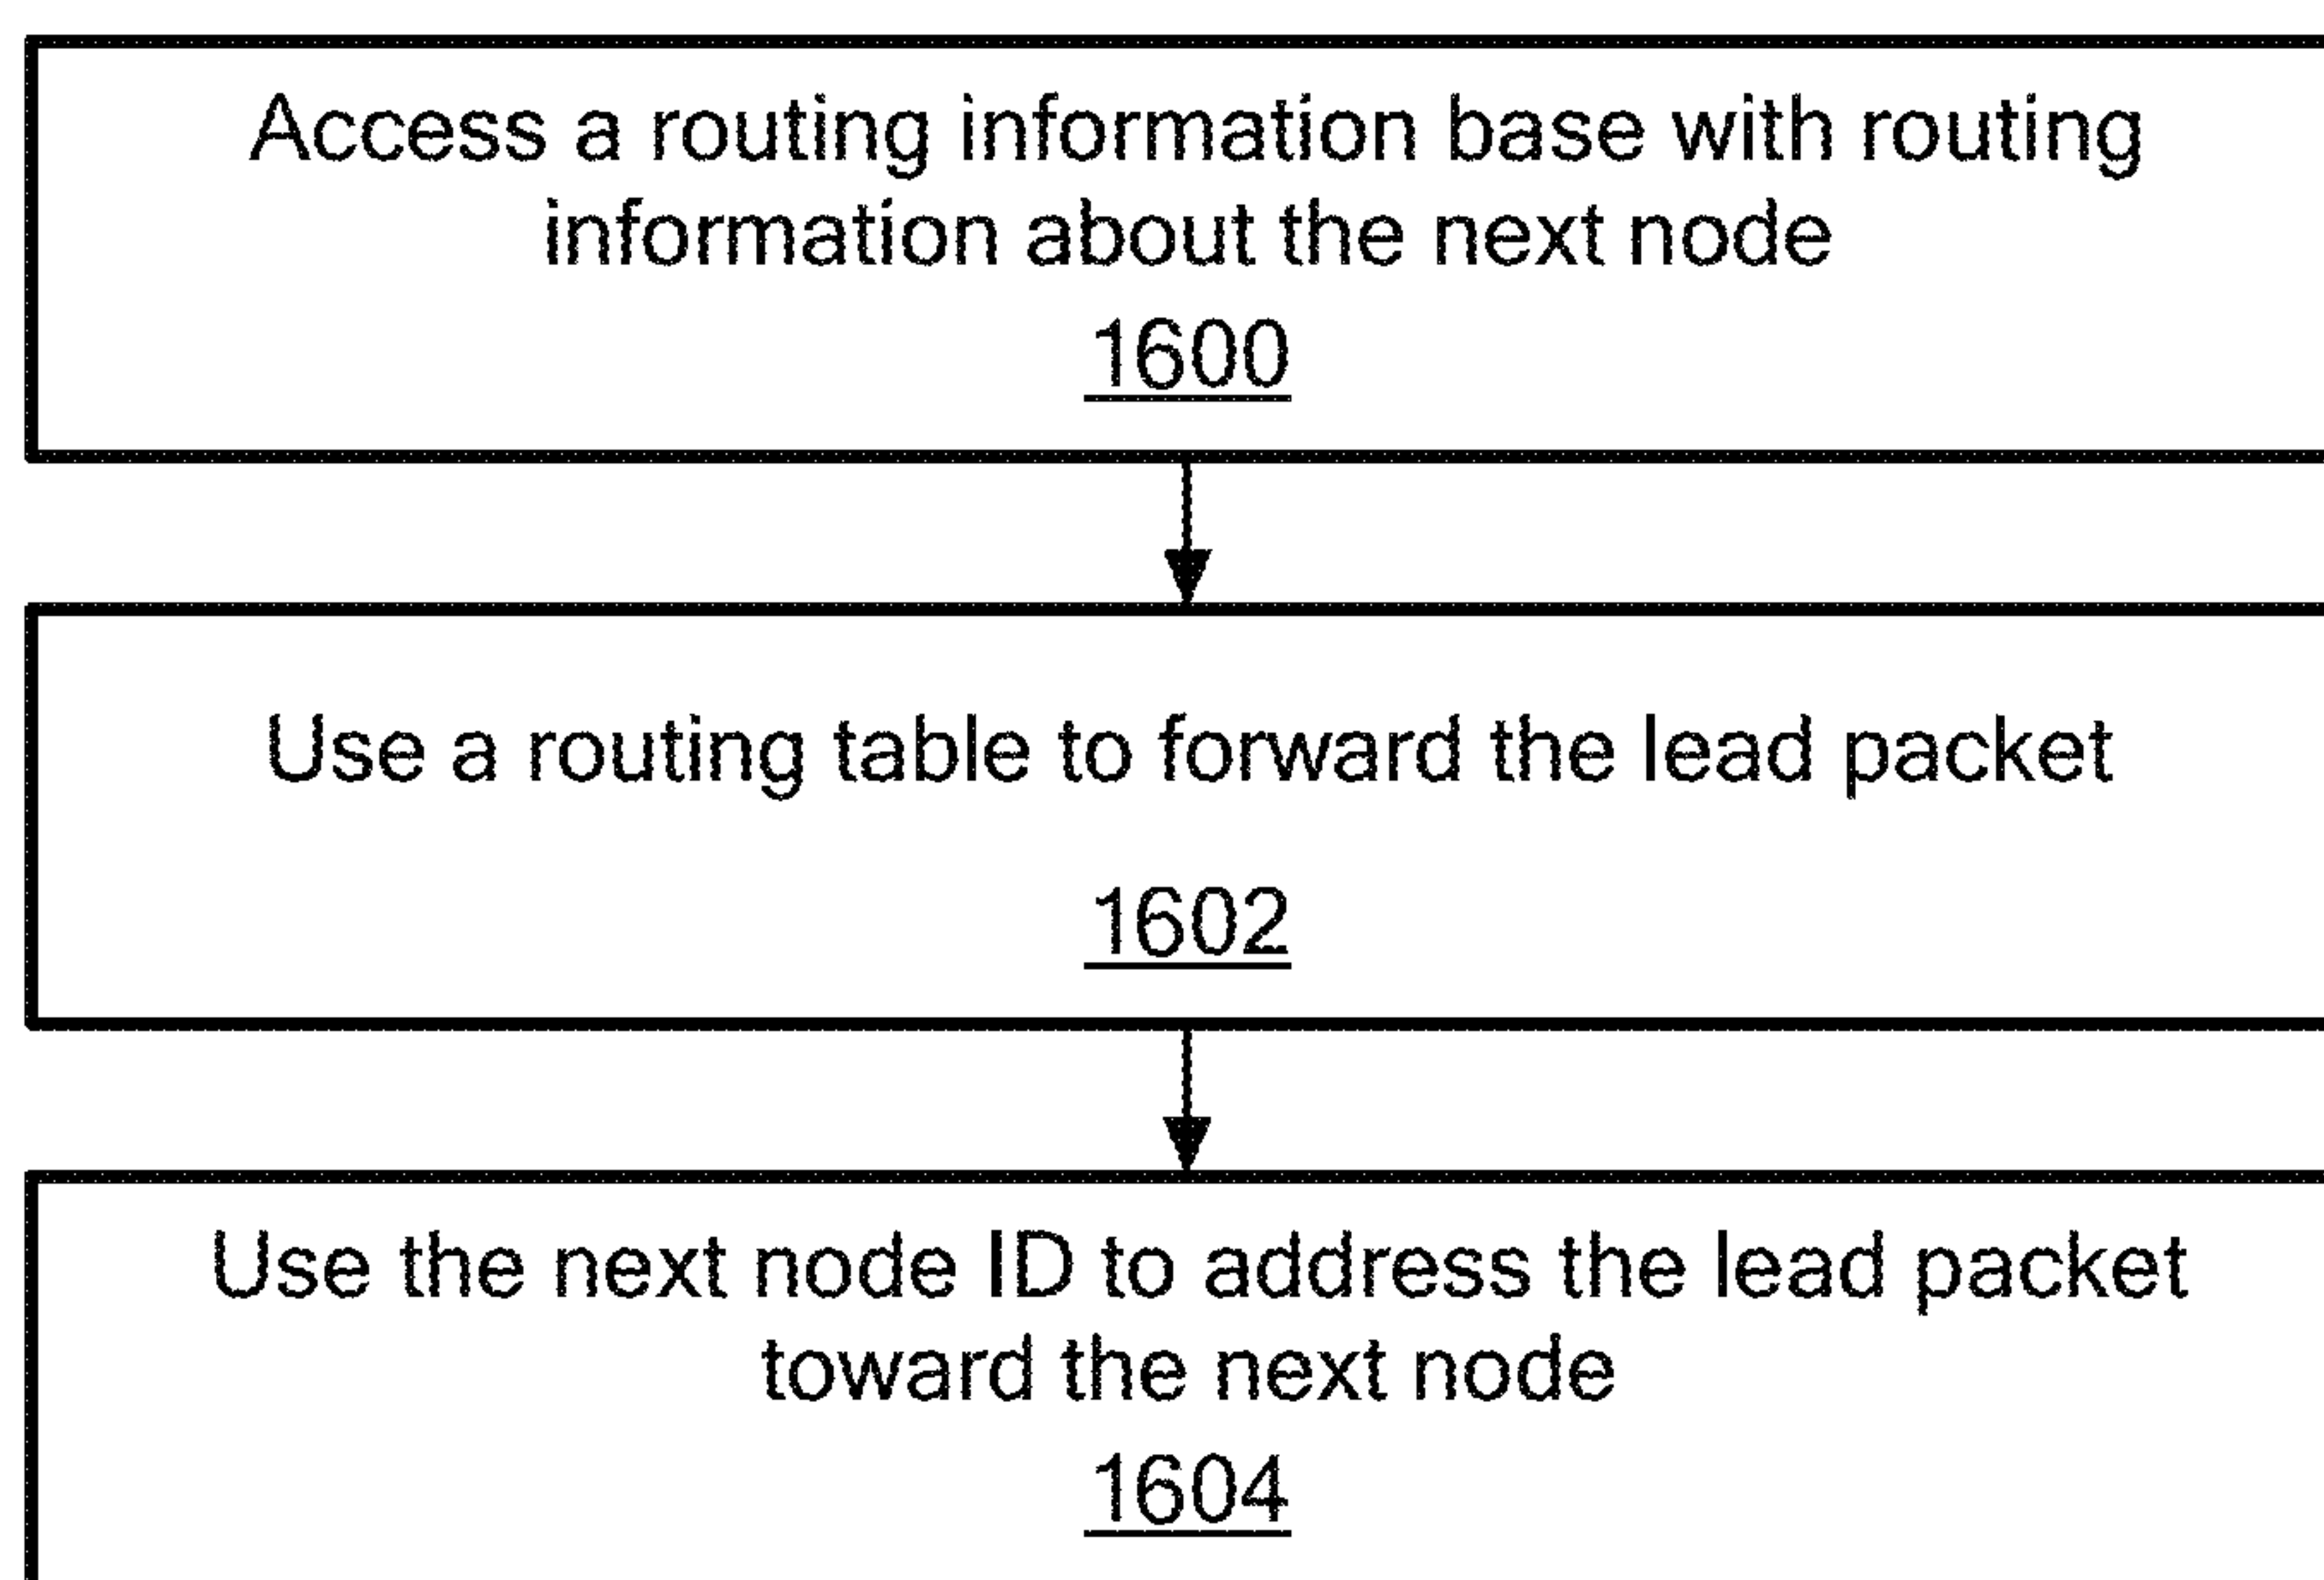 Access a routing information base with routing
information about the next node
1600
Use a routing table to forward the lead packet
1602
Use the next node ID to address the lead packet
toward the next node
1604